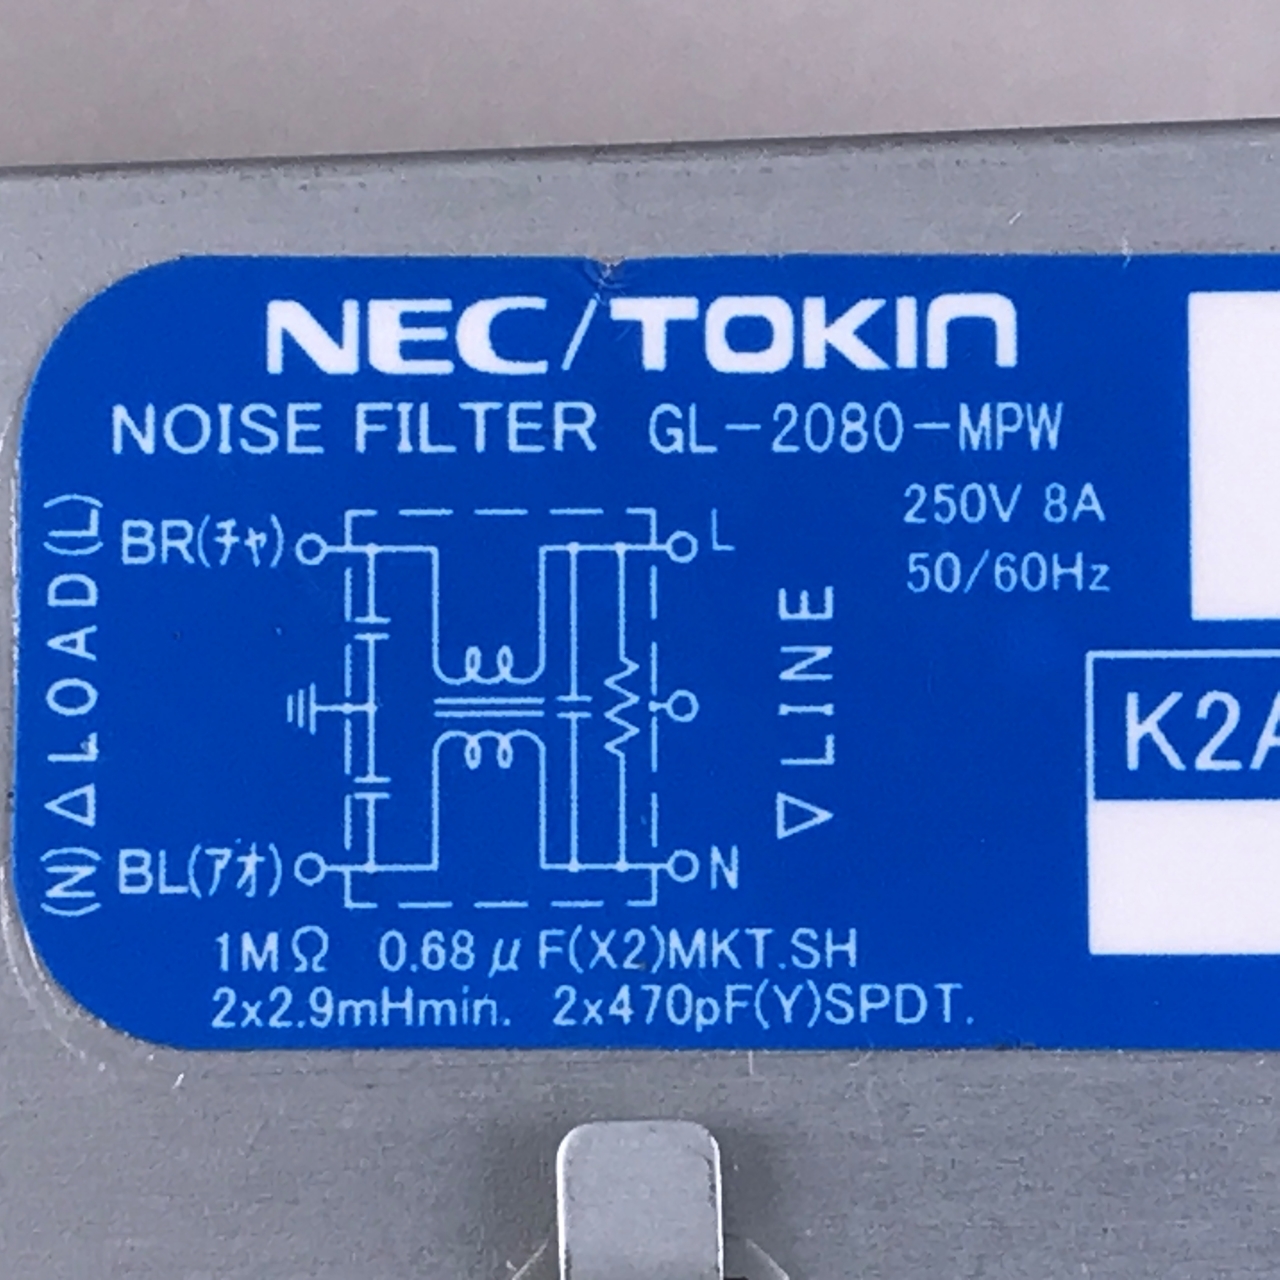 NEC/TOKIN
NOISE FILTER GL-2080-MPW
250V 8A
50/60Hz
(N) △ LOAD (L)
BR(チャ)
L
▽ LINE
BL(アオ)
N
K2A
1MΩ 0.68μF(X2)MKT.SH
2x2.9mHmin. 2x470pF(Y)SPDT.